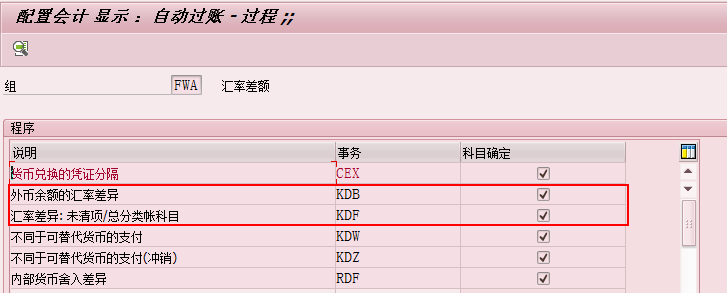 配置会计 显示 : 自动过账 - 过程 ;;
组 FWA 汇率差额
程序
说明 事务 科目确定
货币兑换的凭证分隔 CEX
外币余额的汇率差异 KDB
汇率差异: 未清项/总分类帐科目 KDF
不同于可替代货币的支付 KDW
不同于可替代货币的支付(冲销) KDZ
内部货币舍入差异 RDF